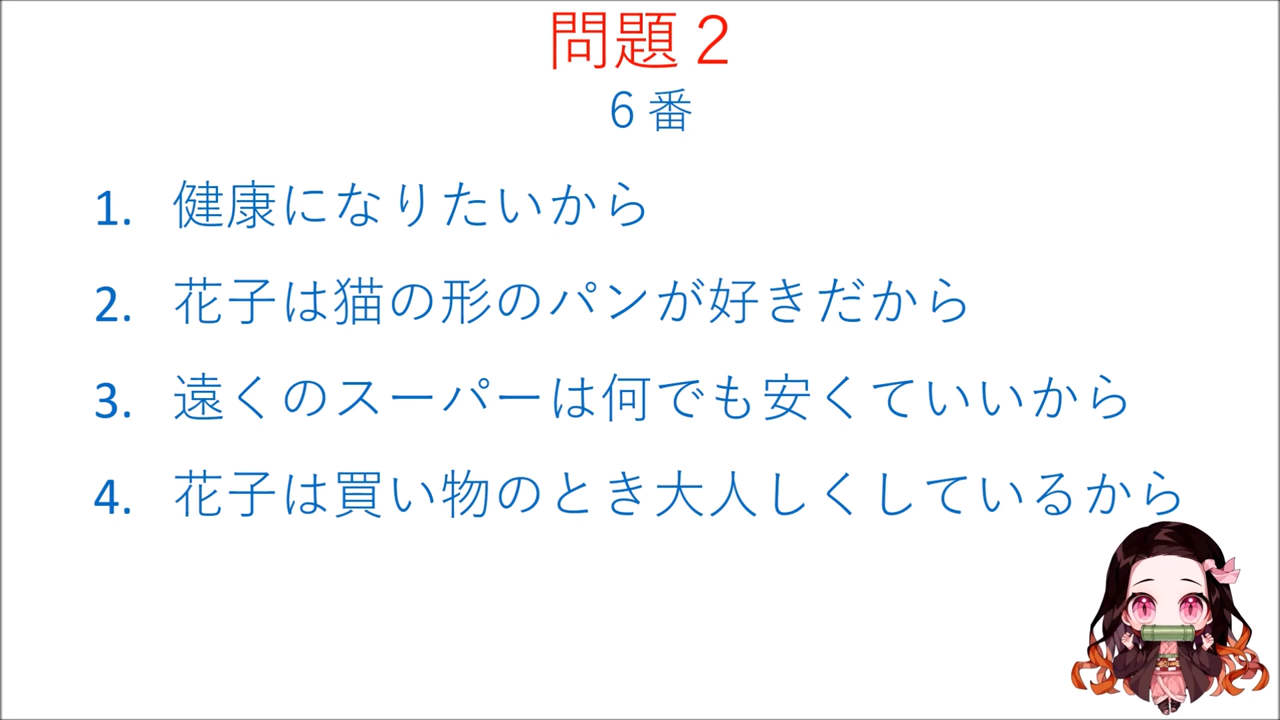 問題２
６番
1. 健康になりたいから
2. 花子は猫の形のパンが好きだから
3. 遠くのスーパーは何でも安くていいから
4. 花子は買い物のとき大人しくしているから